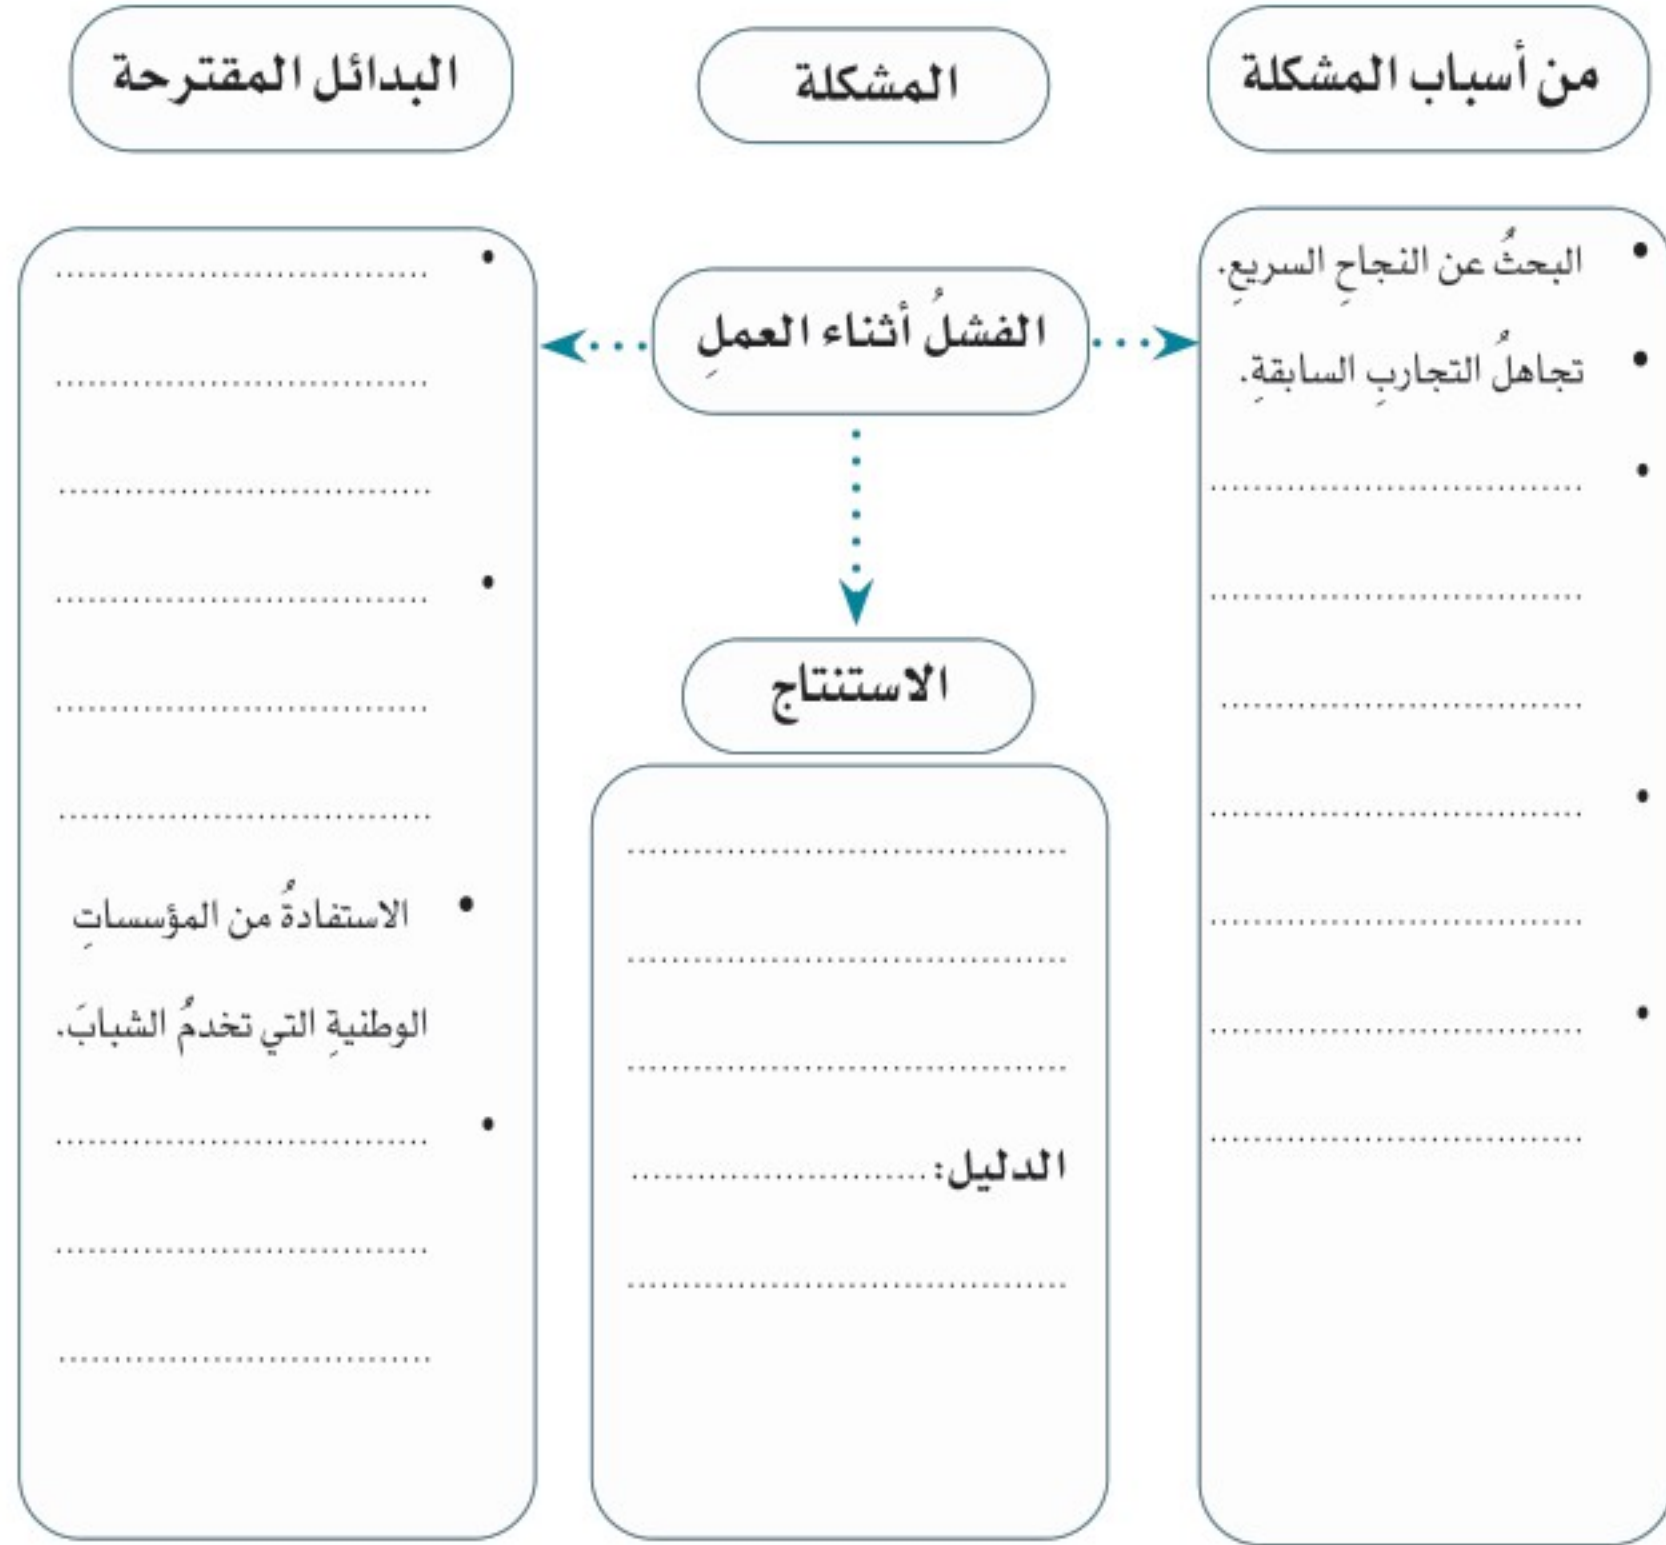 من أسباب المشكلة
المشكلة
البدائل المقترحة
• البحثُ عن النجاحِ السريعِ.
• تجاهلُ التجاربِ السابقةِ.
• ..................................
..................................
..................................
• ..................................
..................................
• ..................................
..................................
الفشلُ أثناء العملِ
الاستنتاج
........................................
........................................
........................................
الدليل: ...........................
........................................
• ..................................
..................................
..................................
• ..................................
..................................
..................................
• الاستفادةُ من المؤسساتِ
الوطنيةِ التي تخدمُ الشبابَ.
• ..................................
..................................
..................................